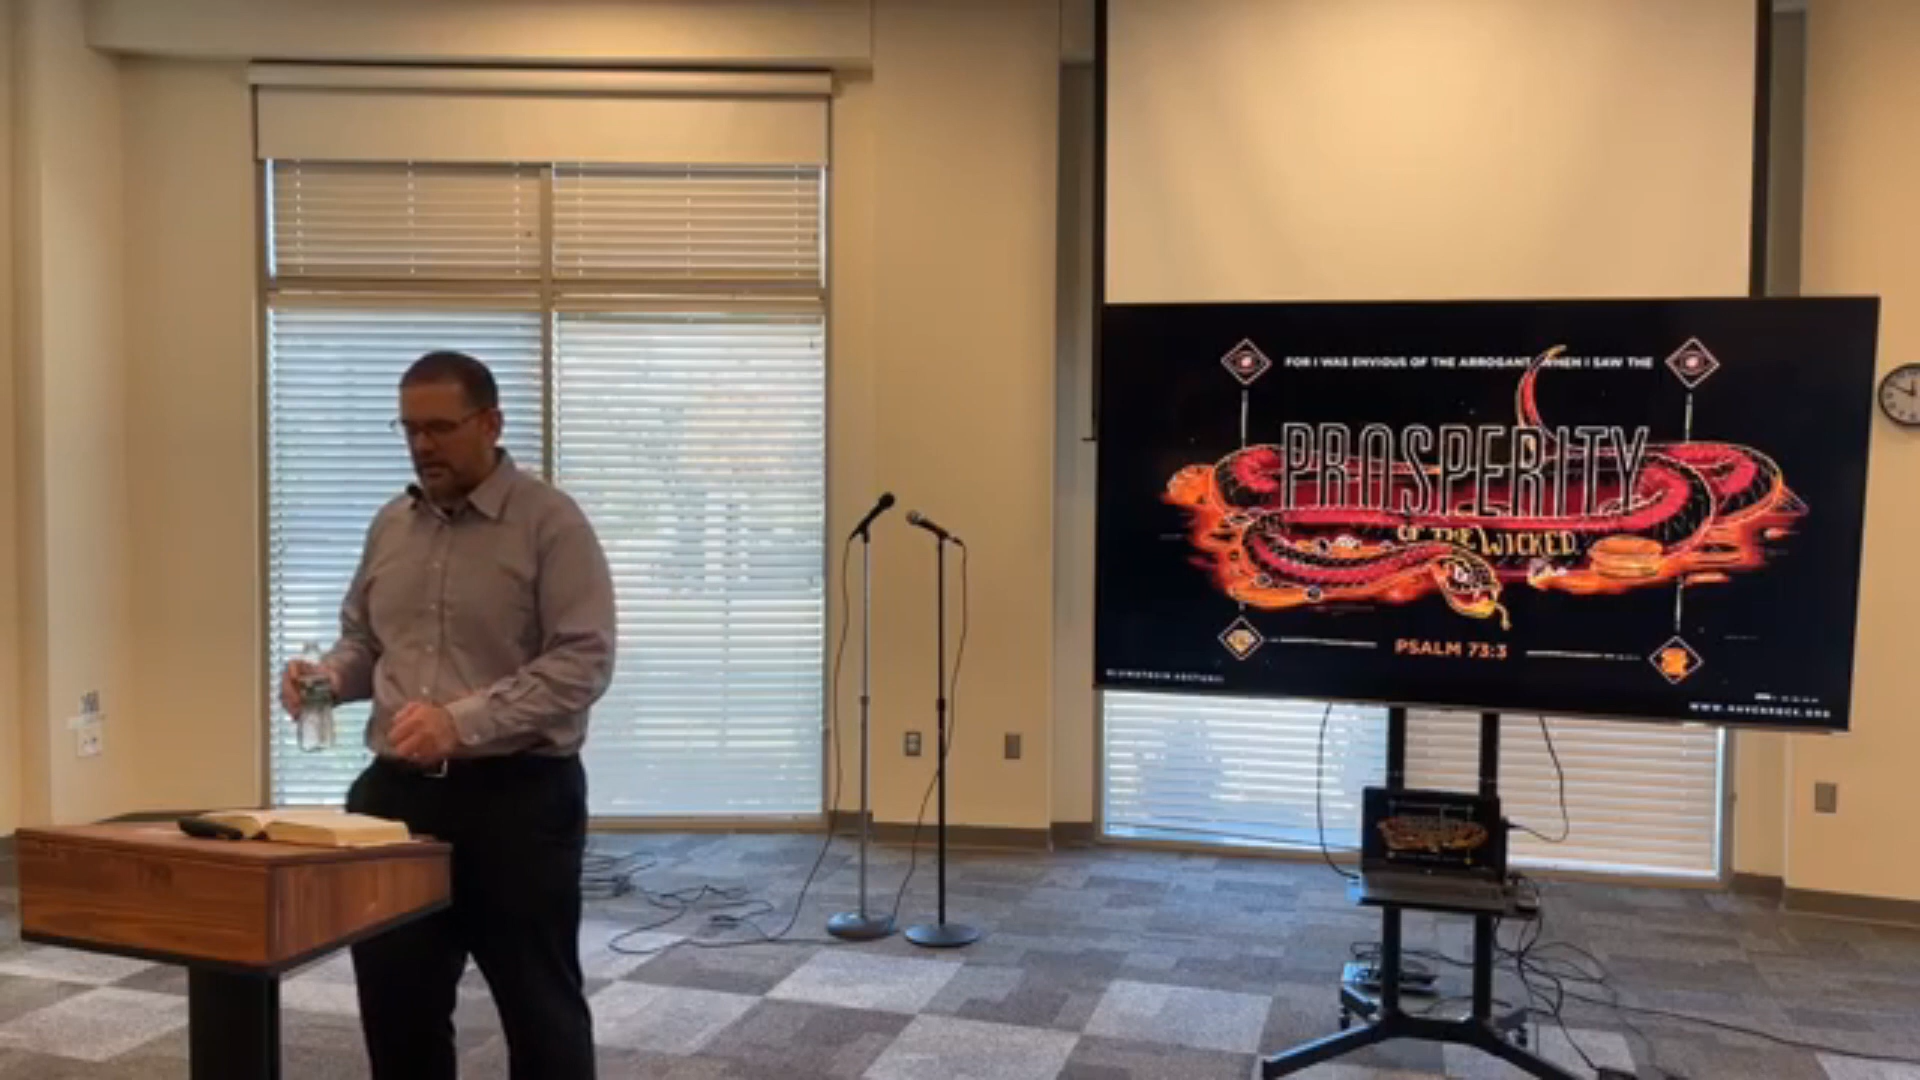 FOR I WAS ENVIOUS OF THE ARROGANT WHEN I SAW THE
PROSPERITY
OF THE WICKED.
PSALM 73:3